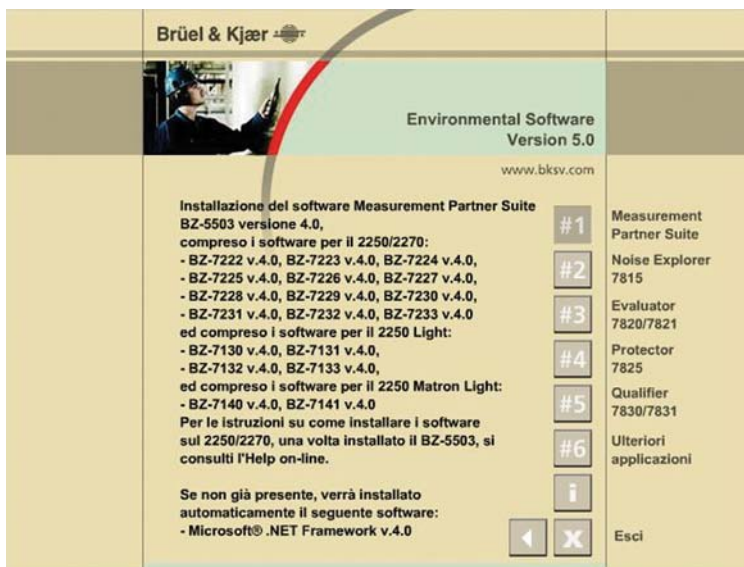 Brüel & Kjær
Environmental Software
Version 5.0
www.bksv.com
Installazione del software Measurement Partner Suite
BZ-5503 versione 4.0,
compreso i software per il 2250/2270:
- BZ-7222 v.4.0, BZ-7223 v.4.0, BZ-7224 v.4.0,
- BZ-7225 v.4.0, BZ-7226 v.4.0, BZ-7227 v.4.0,
- BZ-7228 v.4.0, BZ-7229 v.4.0, BZ-7230 v.4.0,
- BZ-7231 v.4.0, BZ-7232 v.4.0, BZ-7233 v.4.0
ed compreso i software per il 2250 Light:
- BZ-7130 v.4.0, BZ-7131 v.4.0,
- BZ-7132 v.4.0, BZ-7133 v.4.0,
ed compreso i software per il 2250 Matron Light:
- BZ-7140 v.4.0, BZ-7141 v.4.0
Per le istruzioni su come installare i software
sul 2250/2270, una volta installato il BZ-5503, si
consulti l'Help on-line.
Se non già presente, verrà installato
automaticamente il seguente software:
- Microsoft® .NET Framework v.4.0
#1
Measurement
Partner Suite
#2
Noise Explorer
7815
#3
Evaluator
7820/7821
#4
Protector
7825
#5
Qualifier
7830/7831
#6
Ulteriori
applicazioni
i
X
Esci